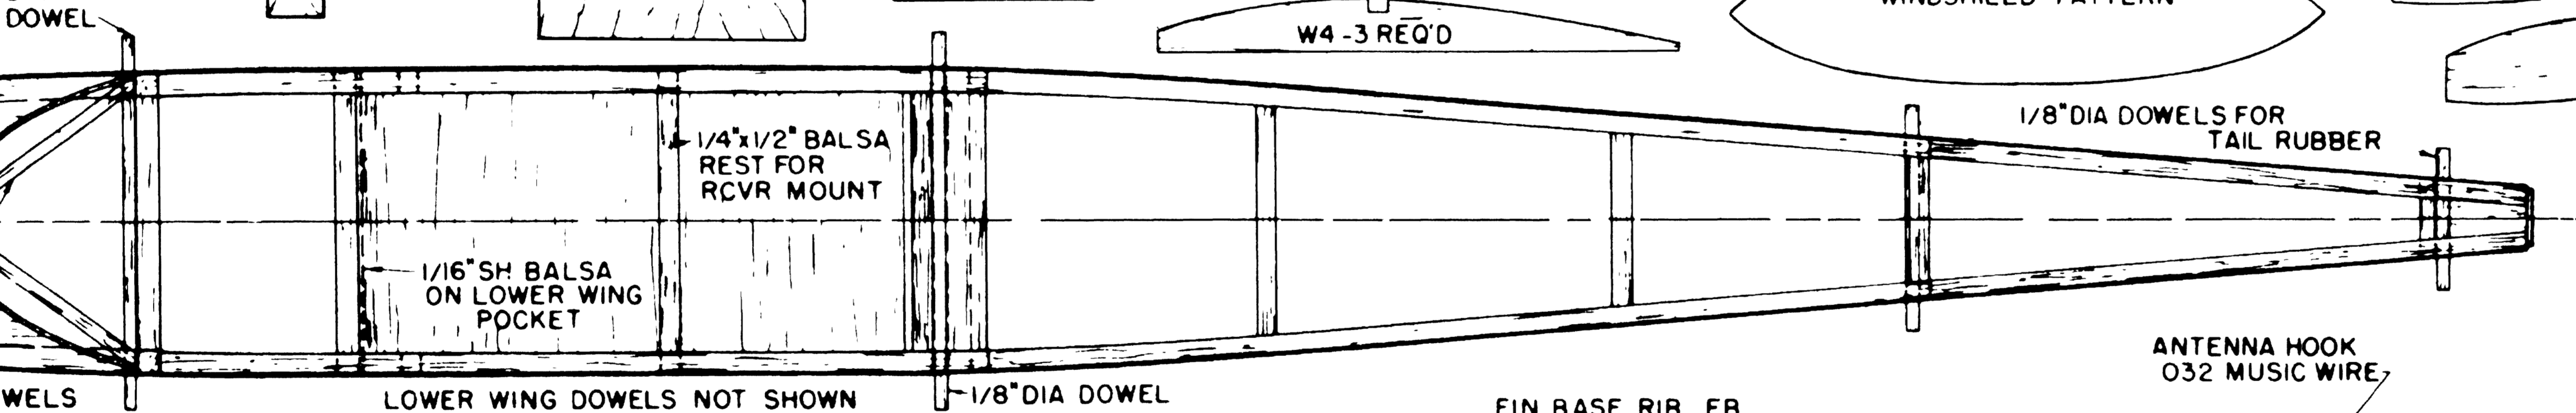 DOWEL
W4-3 REQ'D
WINDSHIELD PATTERN
1/8" DIA DOWELS FOR
TAIL RUBBER
1/4" x 1/2" BALSA
REST FOR
RCVR MOUNT
1/16" SH BALSA
ON LOWER WING
POCKET
ANTENNA HOOK
032 MUSIC WIRE
WELS
LOWER WING DOWELS NOT SHOWN
1/8" DIA DOWEL
FIN BASE RIB FB